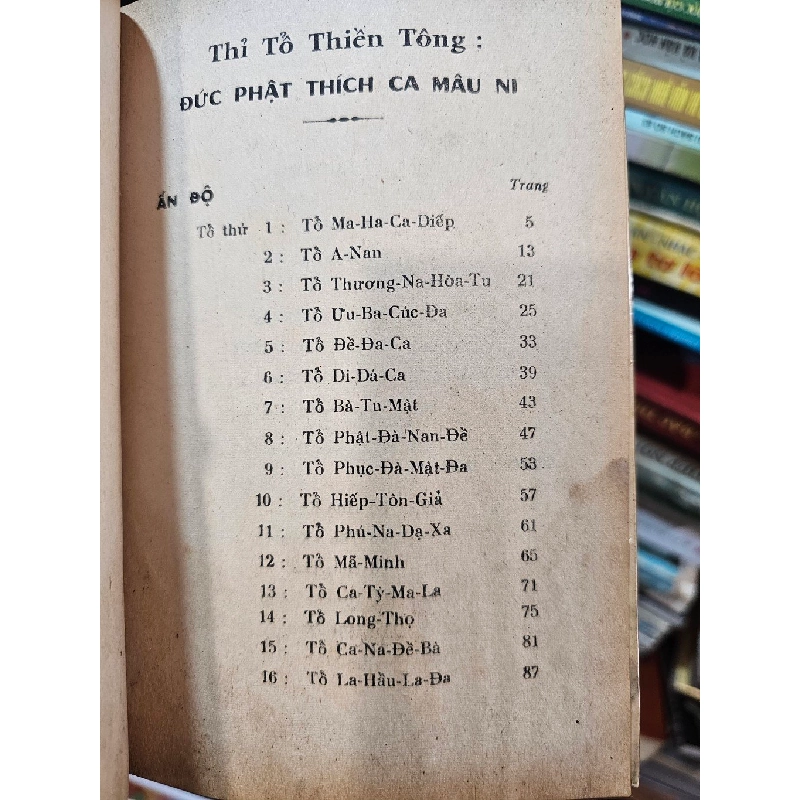 Thỉ Tổ Thiền Tông :
ĐỨC PHẬT THÍCH CA MÂU NI
ẤN ĐỘ
Trang
Tổ thứ 1 : Tổ Ma-Ha-Ca-Diếp 5
2 : Tổ A-Nan 13
3 : Tổ Thương-Na-Hòa-Tu 21
4 : Tổ Ưu-Ba-Cúc-Đa 25
5 : Tổ Đề-Đa-Ca 33
6 : Tổ Di-Dá-Ca 39
7 : Tổ Bà-Tu-Mật 43
8 : Tổ Phật-Đà-Nan-Đề 47
9 : Tổ Phục-Đà-Mật-Đa 53
10 : Tổ Hiếp-Tôn-Giả 57
11 : Tổ Phú-Na-Dạ-Xa 61
12 : Tổ Mã-Minh 65
13 : Tổ Ca-Tỳ-Ma-La 71
14 : Tổ Long-Thọ 75
15 : Tổ Ca-Na-Đề-Bà 81
16 : Tổ La-Hầu-La-Đa 87